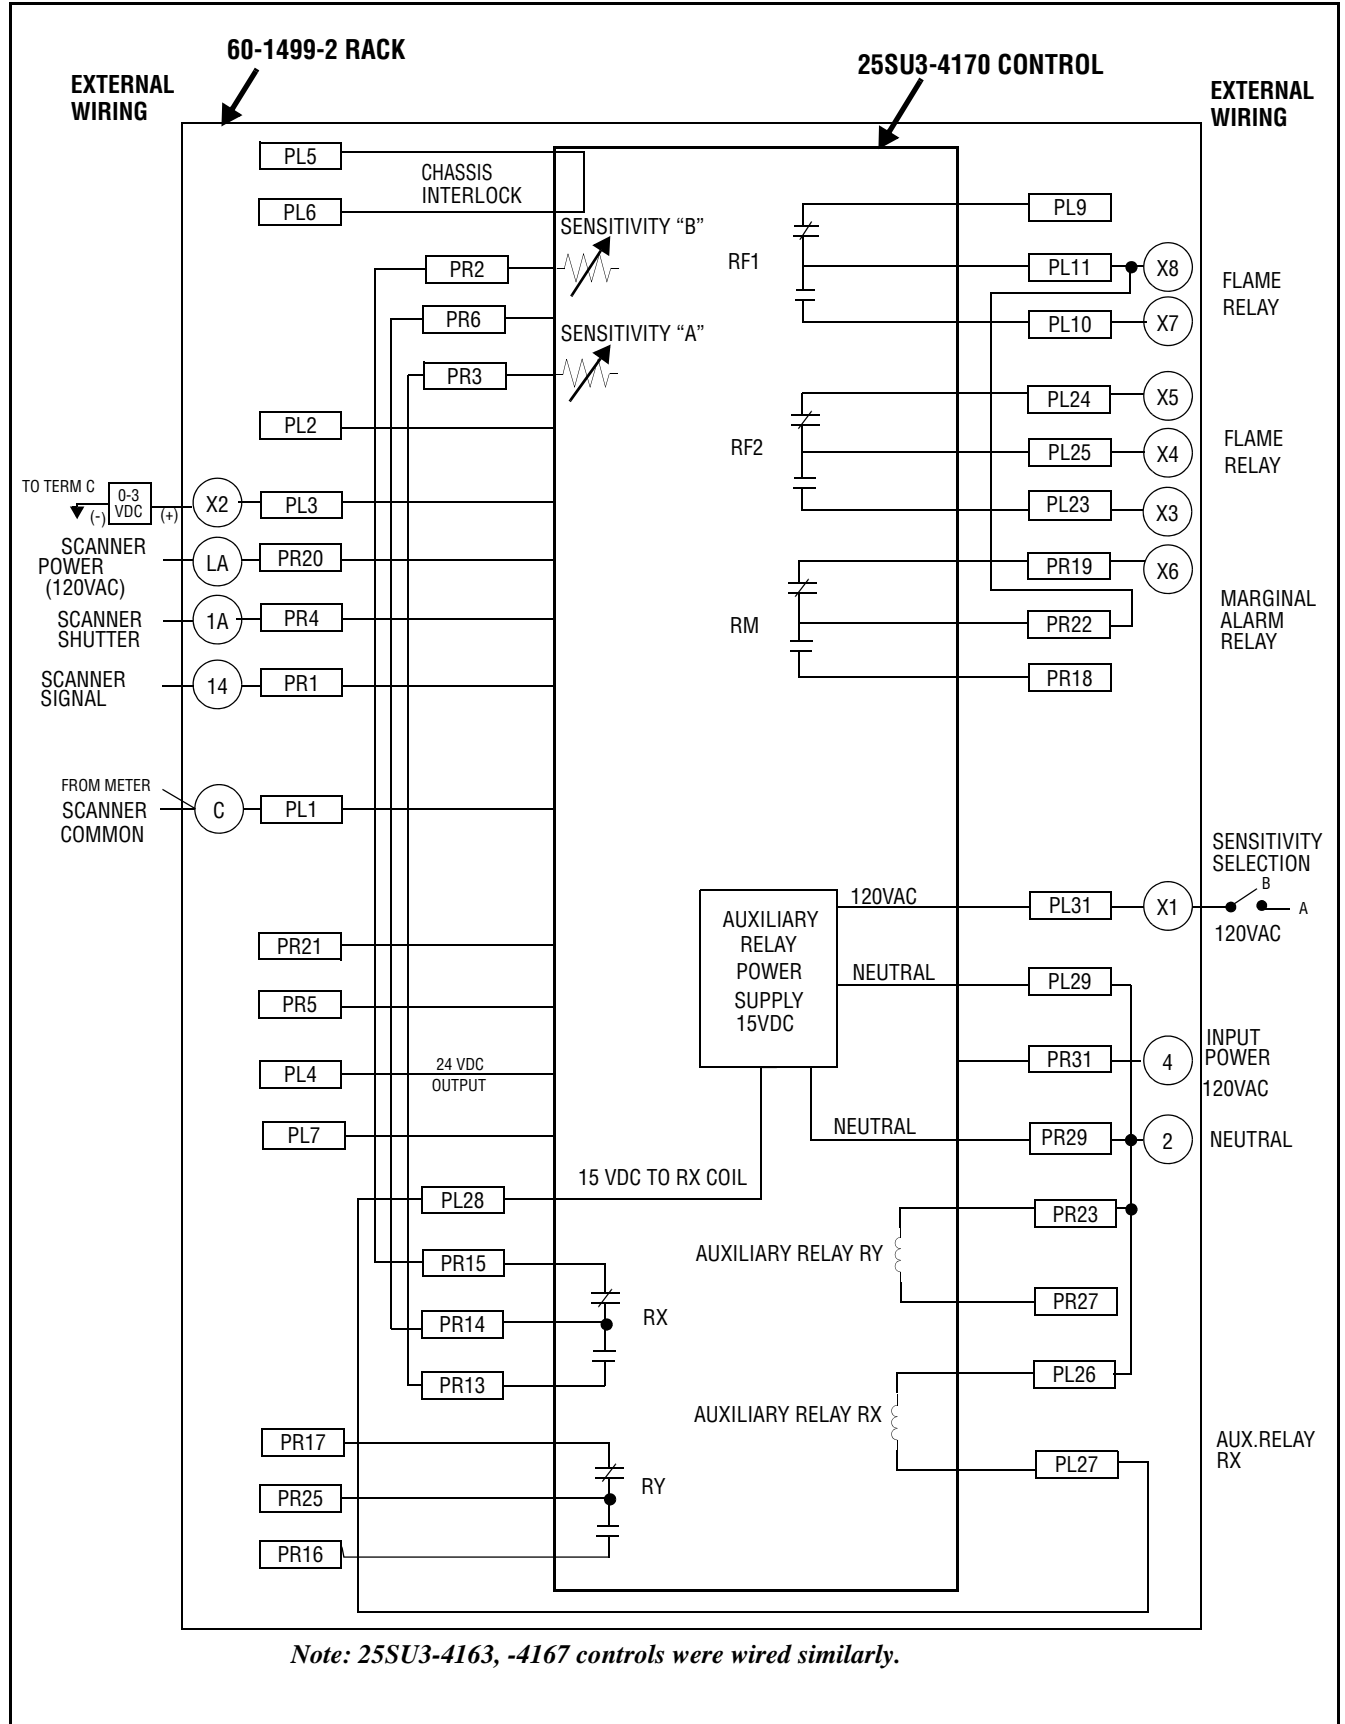 60-1499-2 RACK
25SU3-4170 CONTROL
EXTERNAL
WIRING
EXTERNAL
WIRING
PL5
CHASSIS
INTERLOCK
PL6
SENSITIVITY “B”
PR2
PR6
SENSITIVITY “A”
PR3
PL2
TO TERM C
0-3
VDC
(-)
(+)
X2
PL3
SCANNER
POWER
(120VAC)
LA
PR20
SCANNER
SHUTTER
1A
PR4
SCANNER
SIGNAL
14
PR1
FROM METER
SCANNER
COMMON
C
PL1
PR21
PR5
PL4
24 VDC
OUTPUT
PL7
PL28
15 VDC TO RX COIL
PR15
PR14
RX
PR13
PR17
PR25
RY
PR16
RF1
PL9
PL11
X8
PL10
X7
FLAME
RELAY
RF2
PL24
X5
PL25
X4
PL23
X3
FLAME
RELAY
RM
PR19
X6
PR22
PR18
MARGINAL
ALARM
RELAY
SENSITIVITY
SELECTION
B
A
120VAC
AUXILIARY
RELAY
POWER
SUPPLY
15VDC
120VAC
PL31
X1
NEUTRAL
PL29
PR31
4
INPUT
POWER
120VAC
NEUTRAL
PR29
2
NEUTRAL
PR23
AUXILIARY RELAY RY
PR27
PL26
AUXILIARY RELAY RX
PL27
AUX.RELAY
RX
Note: 25SU3-4163, -4167 controls were wired similarly.